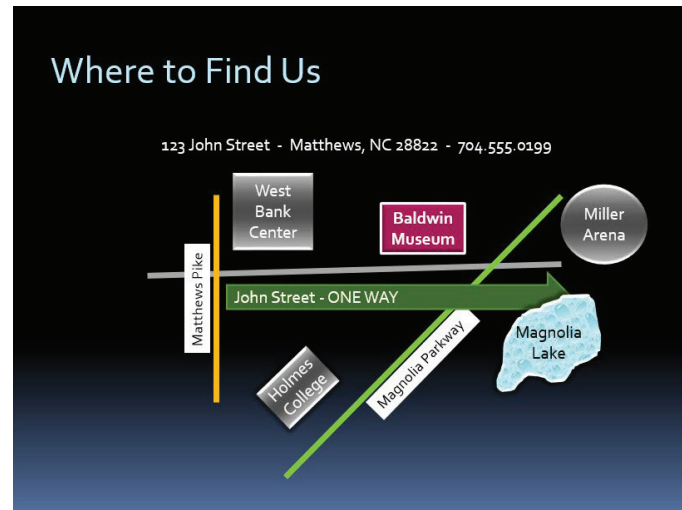 Where to Find Us
123 John Street - Matthews, NC 28822 - 704.555.0199
West
Bank
Center
Baldwin
Museum
Miller
Arena
Matthews Pike
John Street - ONE WAY
Magnolia
Lake
Magnolia Parkway
Holmes
College